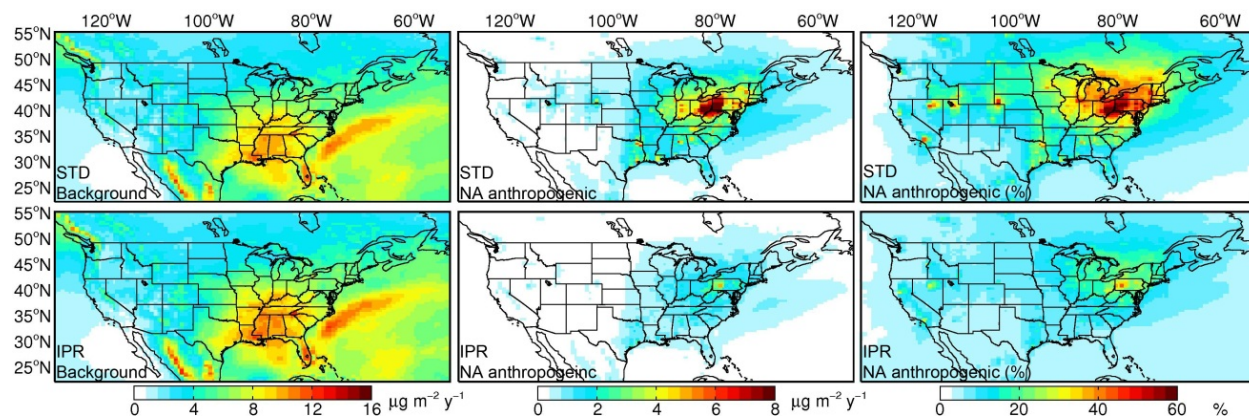 120°W 100°W 80°W 60°W 120°W 100°W 80°W 60°W 120°W 100°W 80°W 60°W
55°N
50°N
45°N
40°N
35°N
30°N
25°N
STD STD STD
Background NA anthropogenic NA anthropogenic (%)
55°N
50°N
45°N
40°N
35°N
30°N
25°N
IPR IPR IPR
Background NA anthropogeinc NA anthropogenic (%)
0 4 8 12 16 µg m⁻² y⁻¹ 0 2 4 6 8 µg m⁻² y⁻¹ 0 20 40 60 %